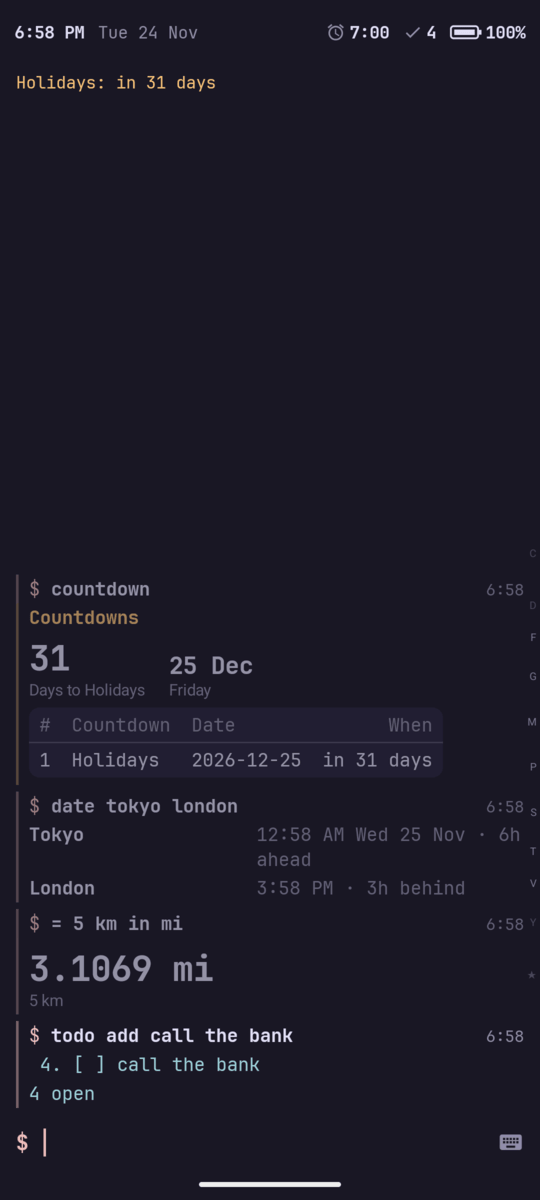 6:58 PM Tue 24 Nov 7:00 4 100%
Holidays: in 31 days
$ countdown 6:58
Countdowns
31 25 Dec
Days to Holidays Friday
# Countdown Date When
1 Holidays 2026-12-25 in 31 days
$ date tokyo london 6:58
Tokyo 12:58 AM Wed 25 Nov · 6h
ahead
London 3:58 PM · 3h behind
$ = 5 km in mi 6:58
3.1069 mi
5 km
$ todo add call the bank 6:58
4. [ ] call the bank
4 open
$
C
D
F
G
M
P
S
T
V
Y
★